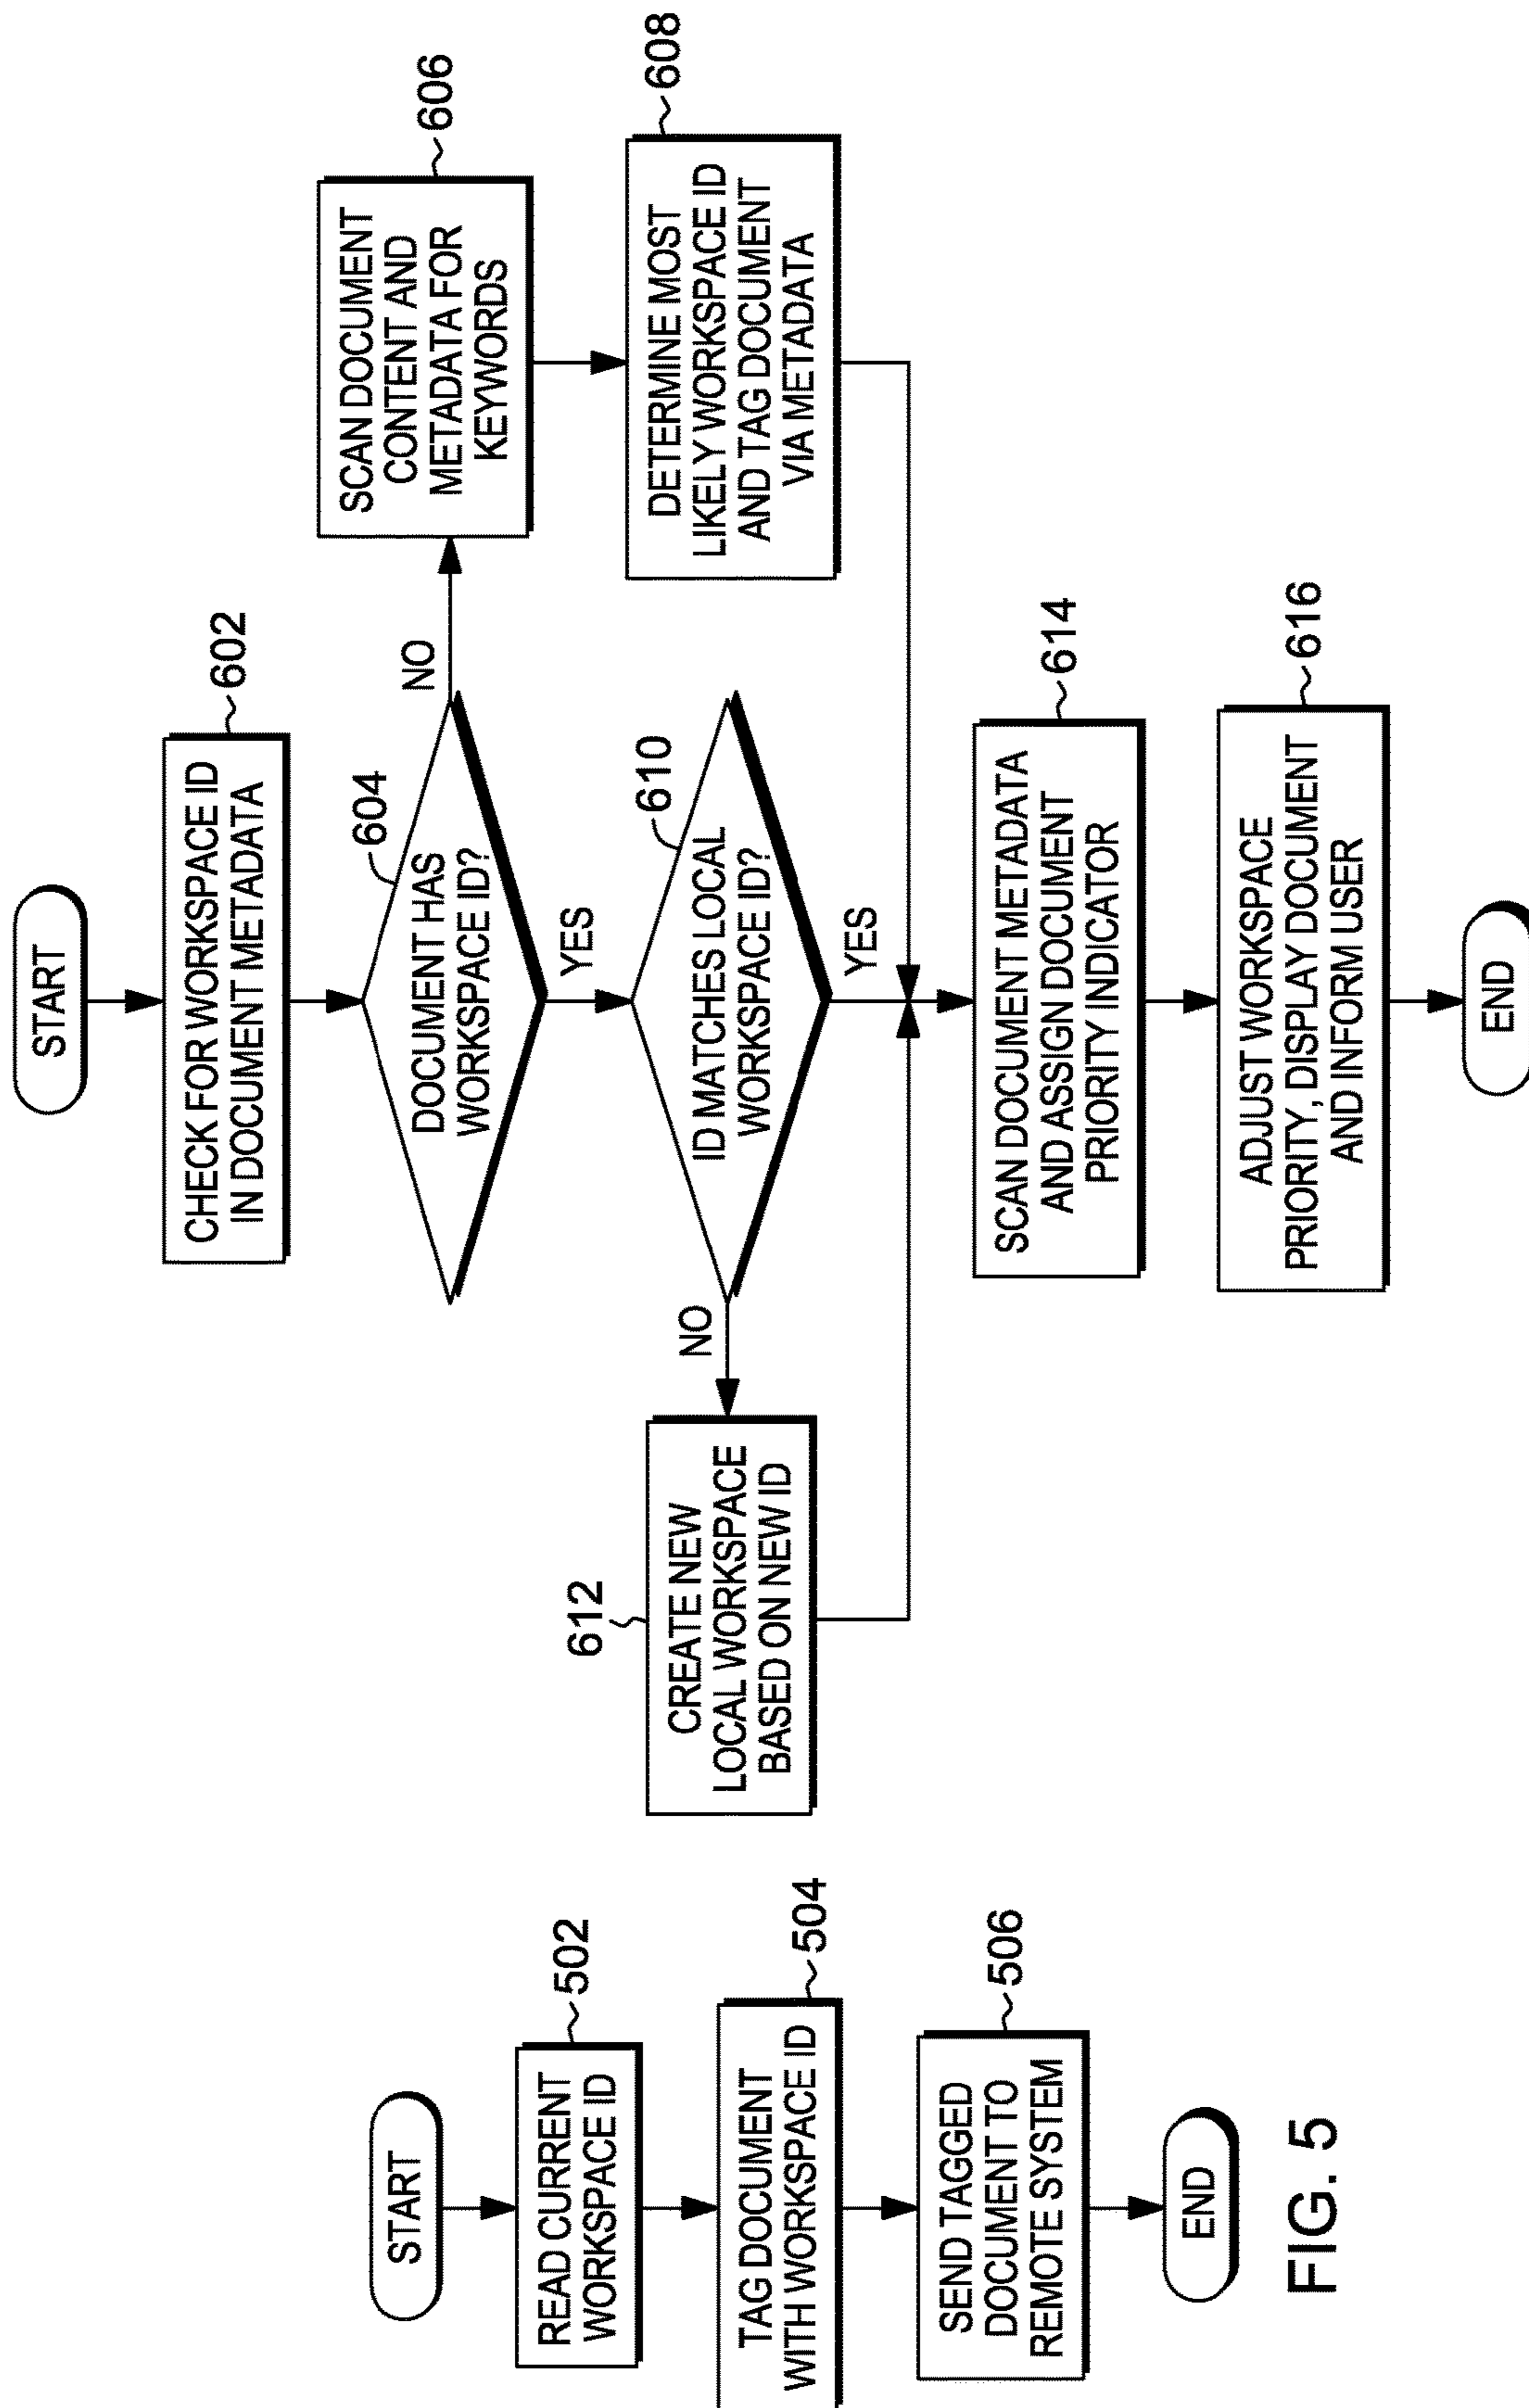 START
READ CURRENT
WORKSPACE ID
502
TAG DOCUMENT
WITH WORKSPACE ID
504
SEND TAGGED
DOCUMENT TO
REMOTE SYSTEM
506
END
FIG. 5
START
CHECK FOR WORKSPACE ID
IN DOCUMENT METADATA
602
DOCUMENT HAS
WORKSPACE ID?
604
NO
SCAN DOCUMENT
CONTENT AND
METADATA FOR
KEYWORDS
606
DETERMINE MOST
LIKELY WORKSPACE ID
AND TAG DOCUMENT
VIA METADATA
608
YES
ID MATCHES LOCAL
WORKSPACE ID?
610
NO
CREATE NEW
LOCAL WORKSPACE
BASED ON NEW ID
612
YES
SCAN DOCUMENT METADATA
AND ASSIGN DOCUMENT
PRIORITY INDICATOR
614
ADJUST WORKSPACE
PRIORITY, DISPLAY DOCUMENT
AND INFORM USER
616
END